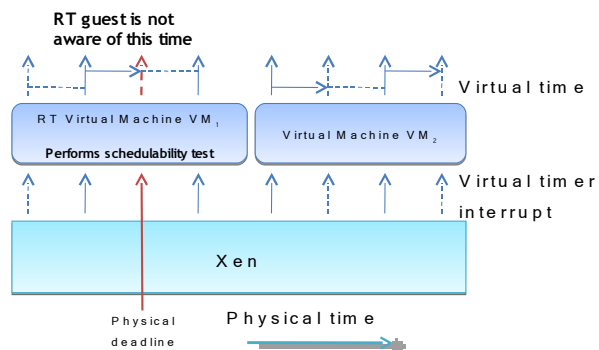 RT guest is not
aware of this time
Virtual time
RT Virtual Machine VM1
Performs schedulability test
Virtual Machine VM2
Virtual timer
interrupt
Xen
Physical
deadline
Physical time